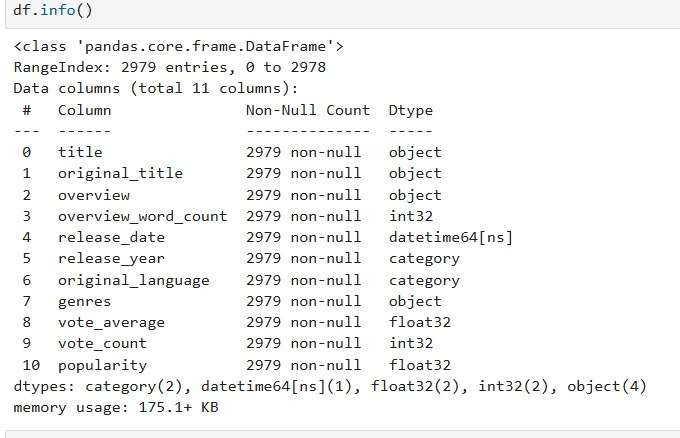 df.info()
<class 'pandas.core.frame.DataFrame'>
RangeIndex: 2979 entries, 0 to 2978
Data columns (total 11 columns):
 #   Column               Non-Null Count  Dtype
---  ------               --------------  -----
 0   title                2979 non-null   object
 1   original_title       2979 non-null   object
 2   overview             2979 non-null   object
 3   overview_word_count  2979 non-null   int32
 4   release_date         2979 non-null   datetime64[ns]
 5   release_year         2979 non-null   category
 6   original_language    2979 non-null   category
 7   genres               2979 non-null   object
 8   vote_average         2979 non-null   float32
 9   vote_count           2979 non-null   int32
 10  popularity           2979 non-null   float32
dtypes: category(2), datetime64[ns](1), float32(2), int32(2), object(4)
memory usage: 175.1+ KB